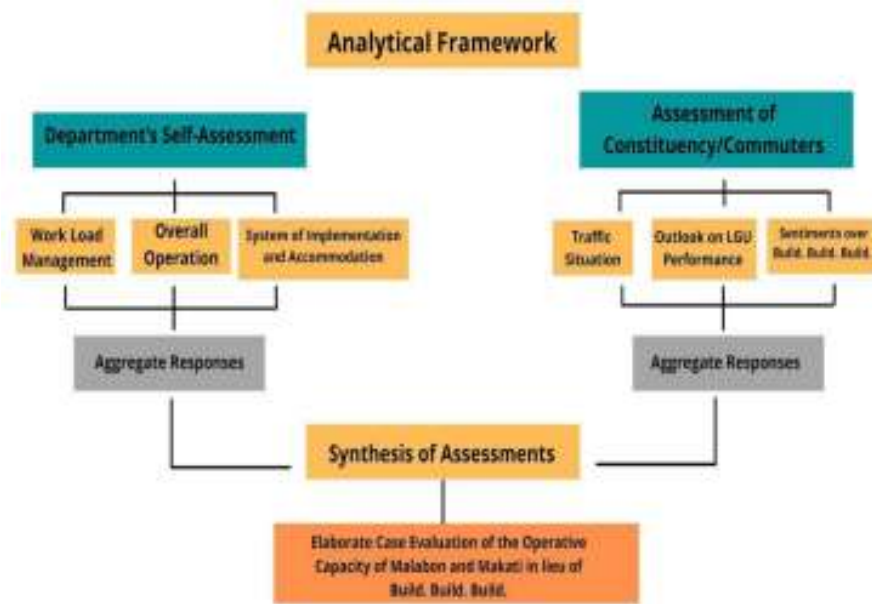 Analytical Framework
Department's Self-Assessment
Assessment of
Constituency/Commuters
Work Load
Management
Overall
Operation
System of Implementation
and Accommodation
Traffic
Situation
Outlook on LGU
Performance
Sentiments over
Build. Build. Build.
Aggregate Responses
Aggregate Responses
Synthesis of Assessments
Elaborate Case Evaluation of the Operative
Capacity of Malabon and Makati in lieu of
Build. Build. Build.